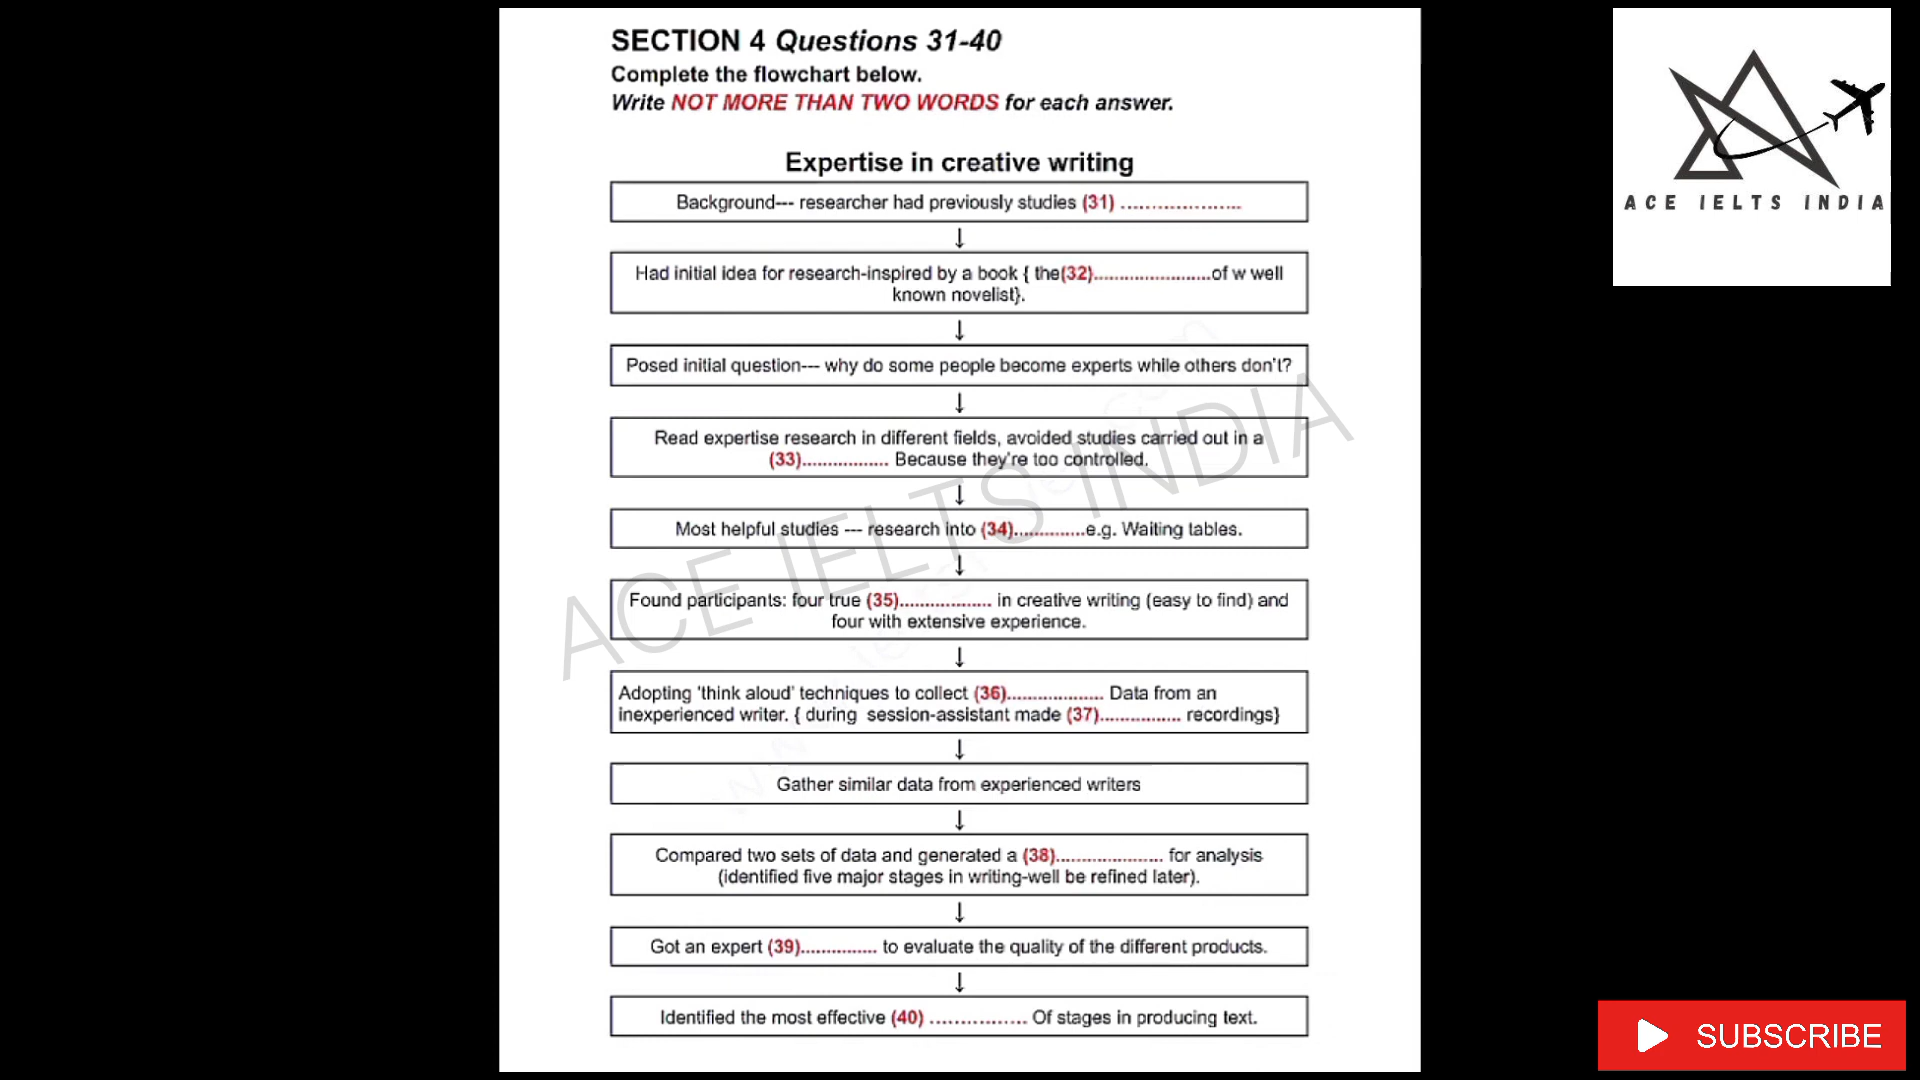 SECTION 4 Questions 31-40
Complete the flowchart below.
Write NOT MORE THAN TWO WORDS for each answer.
Expertise in creative writing
Background--- researcher had previously studies (31) ....................
Had initial idea for research-inspired by a book { the(32).......................of w well
known novelist}.
Posed initial question--- why do some people become experts while others don't?
Read expertise research in different fields, avoided studies carried out in a
(33)................. Because they're too controlled.
Most helpful studies --- research into (34)..............e.g. Waiting tables.
Found participants: four true (35).................. in creative writing (easy to find) and
four with extensive experience.
Adopting 'think aloud' techniques to collect (36)................... Data from an
inexperienced writer. { during session-assistant made (37)................ recordings}
Gather similar data from experienced writers
Compared two sets of data and generated a (38)..................... for analysis
(identified five major stages in writing-well be refined later).
Got an expert (39)............... to evaluate the quality of the different products.
Identified the most effective (40) ................ Of stages in producing text.
ACE IELTS INDIA
ACE IELTS INDIA
SUBSCRIBE